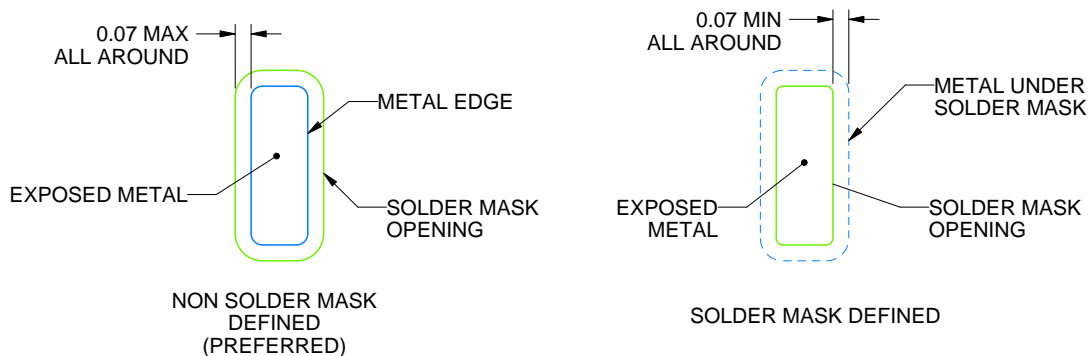 0.07 MAX
ALL AROUND
METAL EDGE
EXPOSED METAL
SOLDER MASK
OPENING
NON SOLDER MASK
DEFINED
(PREFERRED)
0.07 MIN
ALL AROUND
METAL UNDER
SOLDER MASK
EXPOSED
METAL
SOLDER MASK
OPENING
SOLDER MASK DEFINED